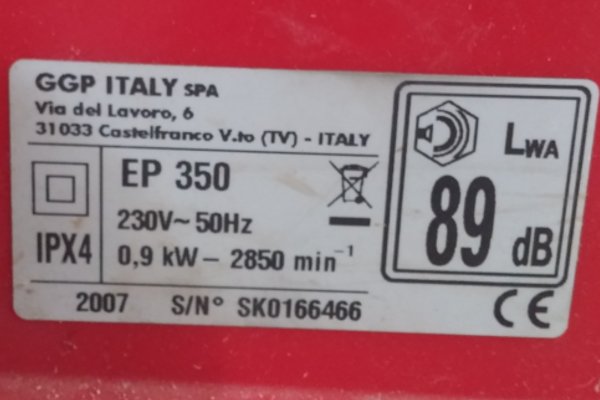 GGP ITALY SPA
Via del Lavoro, 6
31033 Castelfranco V.to (TV) - ITALY
EP 350
230V~ 50Hz
IPX4
0,9 kW - 2850 min⁻¹
2007 S/N° SK0166466
LWA
89 dB
CE